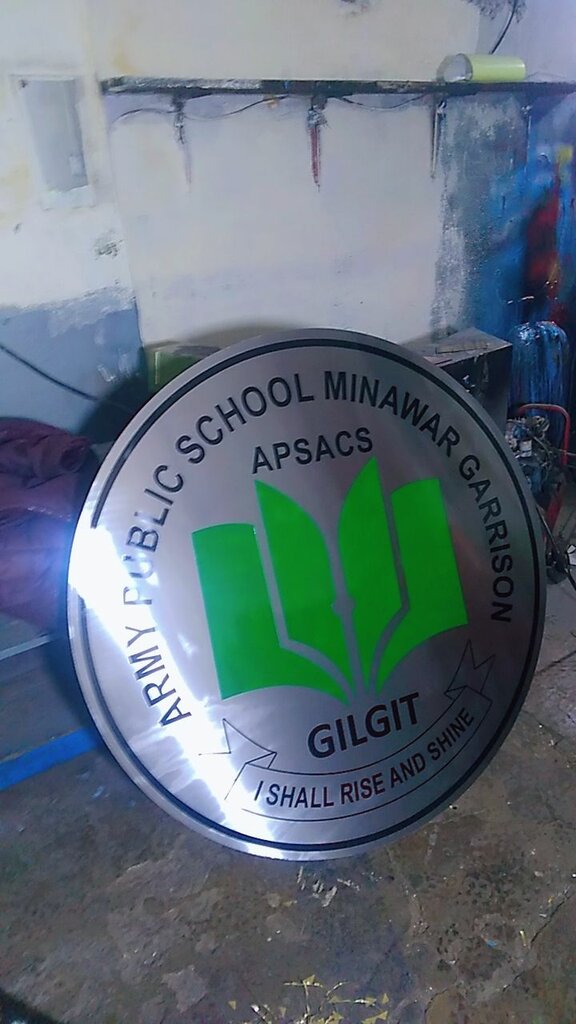 ARMY PUBLIC SCHOOL MINAWAR GARRISON
APSACS
GILGIT
I SHALL RISE AND SHINE